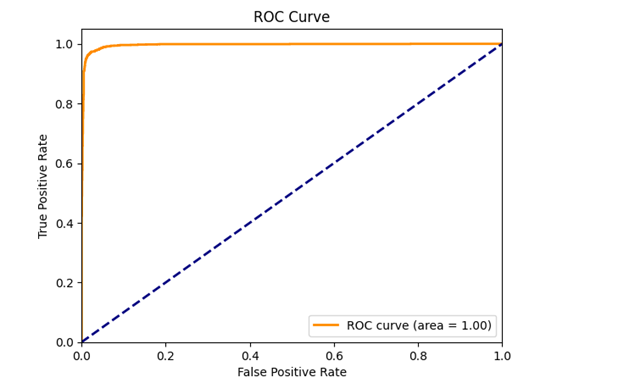 ROC Curve
1.0
0.8
0.6
0.4
0.2
0.0
True Positive Rate
ROC curve (area = 1.00)
0.0 0.2 0.4 0.6 0.8 1.0
False Positive Rate